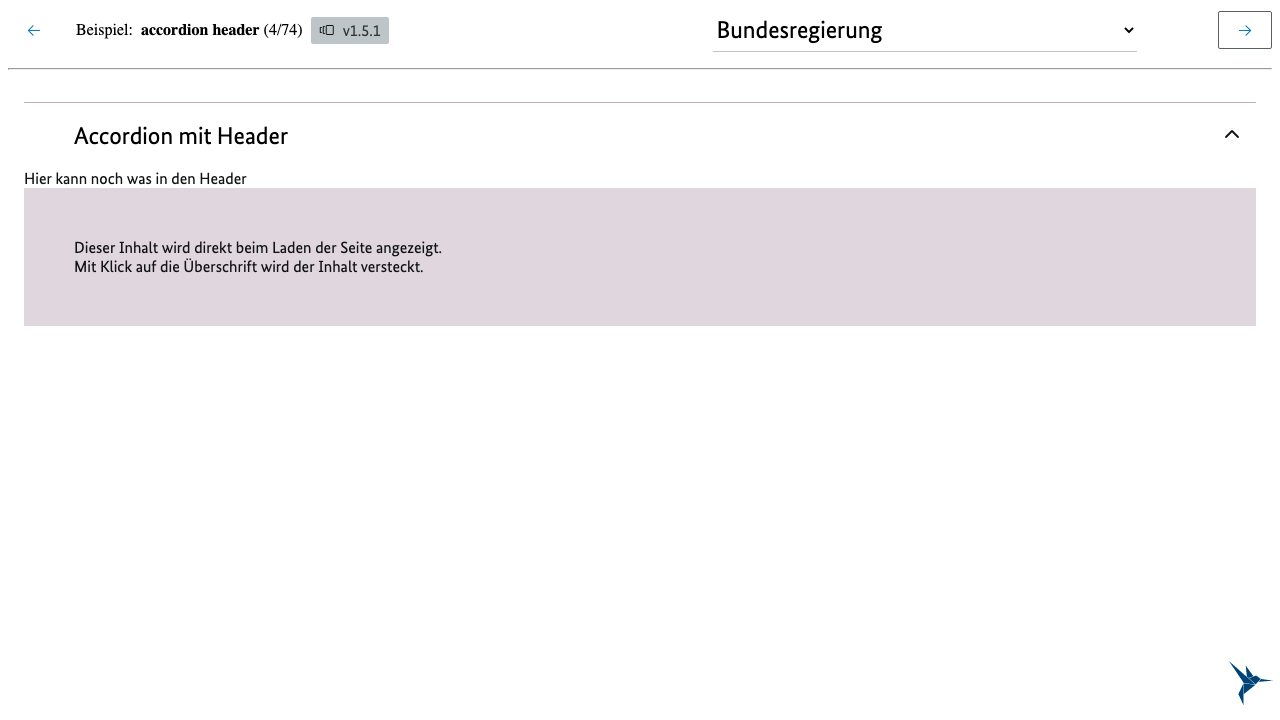 Beispiel: accordion header (4/74) v1.5.1 Bundesregierung
Accordion mit Header
Hier kann noch was in den Header
Dieser Inhalt wird direkt beim Laden der Seite angezeigt.
Mit Klick auf die Überschrift wird der Inhalt versteckt.